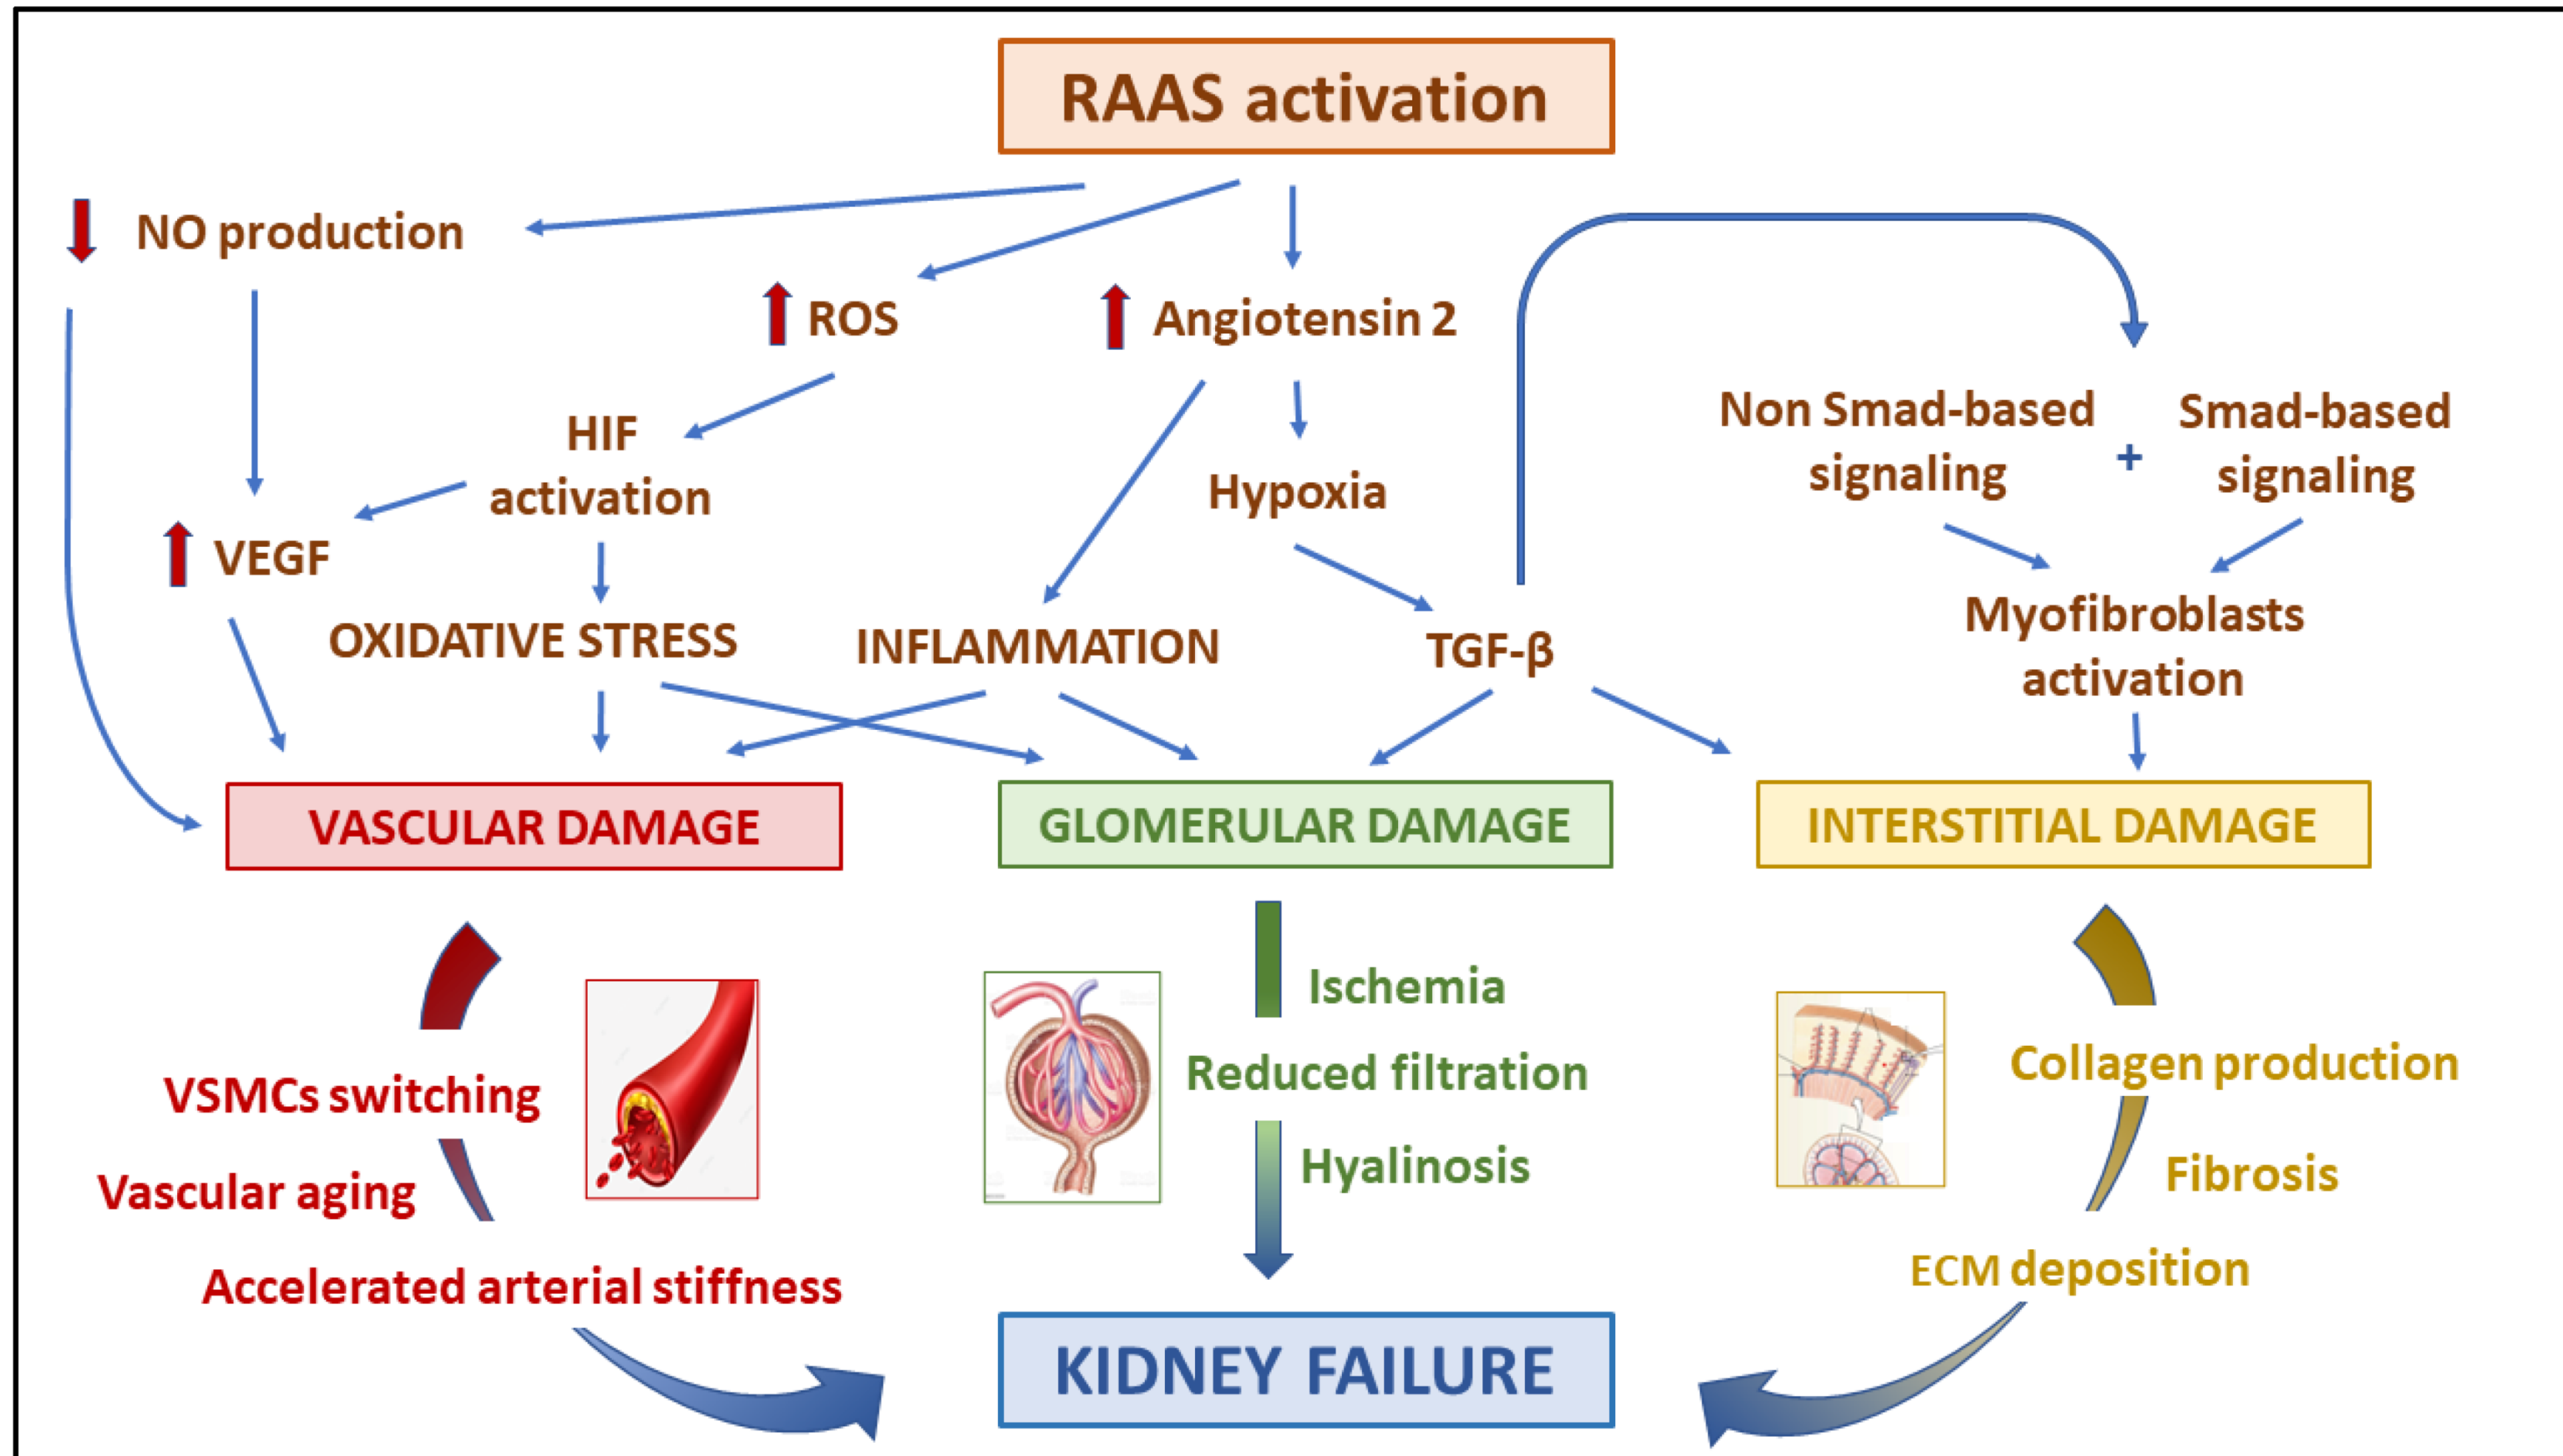 RAAS activation
NO production
ROS
Angiotensin 2
HIF
activation
Non Smad-based
signaling
+
Smad-based
signaling
Hypoxia
VEGF
OXIDATIVE STRESS
INFLAMMATION
TGF-β
Myofibroblasts
activation
VASCULAR DAMAGE
GLOMERULAR DAMAGE
INTERSTITIAL DAMAGE
VSMCs switching
Vascular aging
Accelerated arterial stiffness
Ischemia
Reduced filtration
Hyalinosis
Collagen production
Fibrosis
ECM deposition
KIDNEY FAILURE